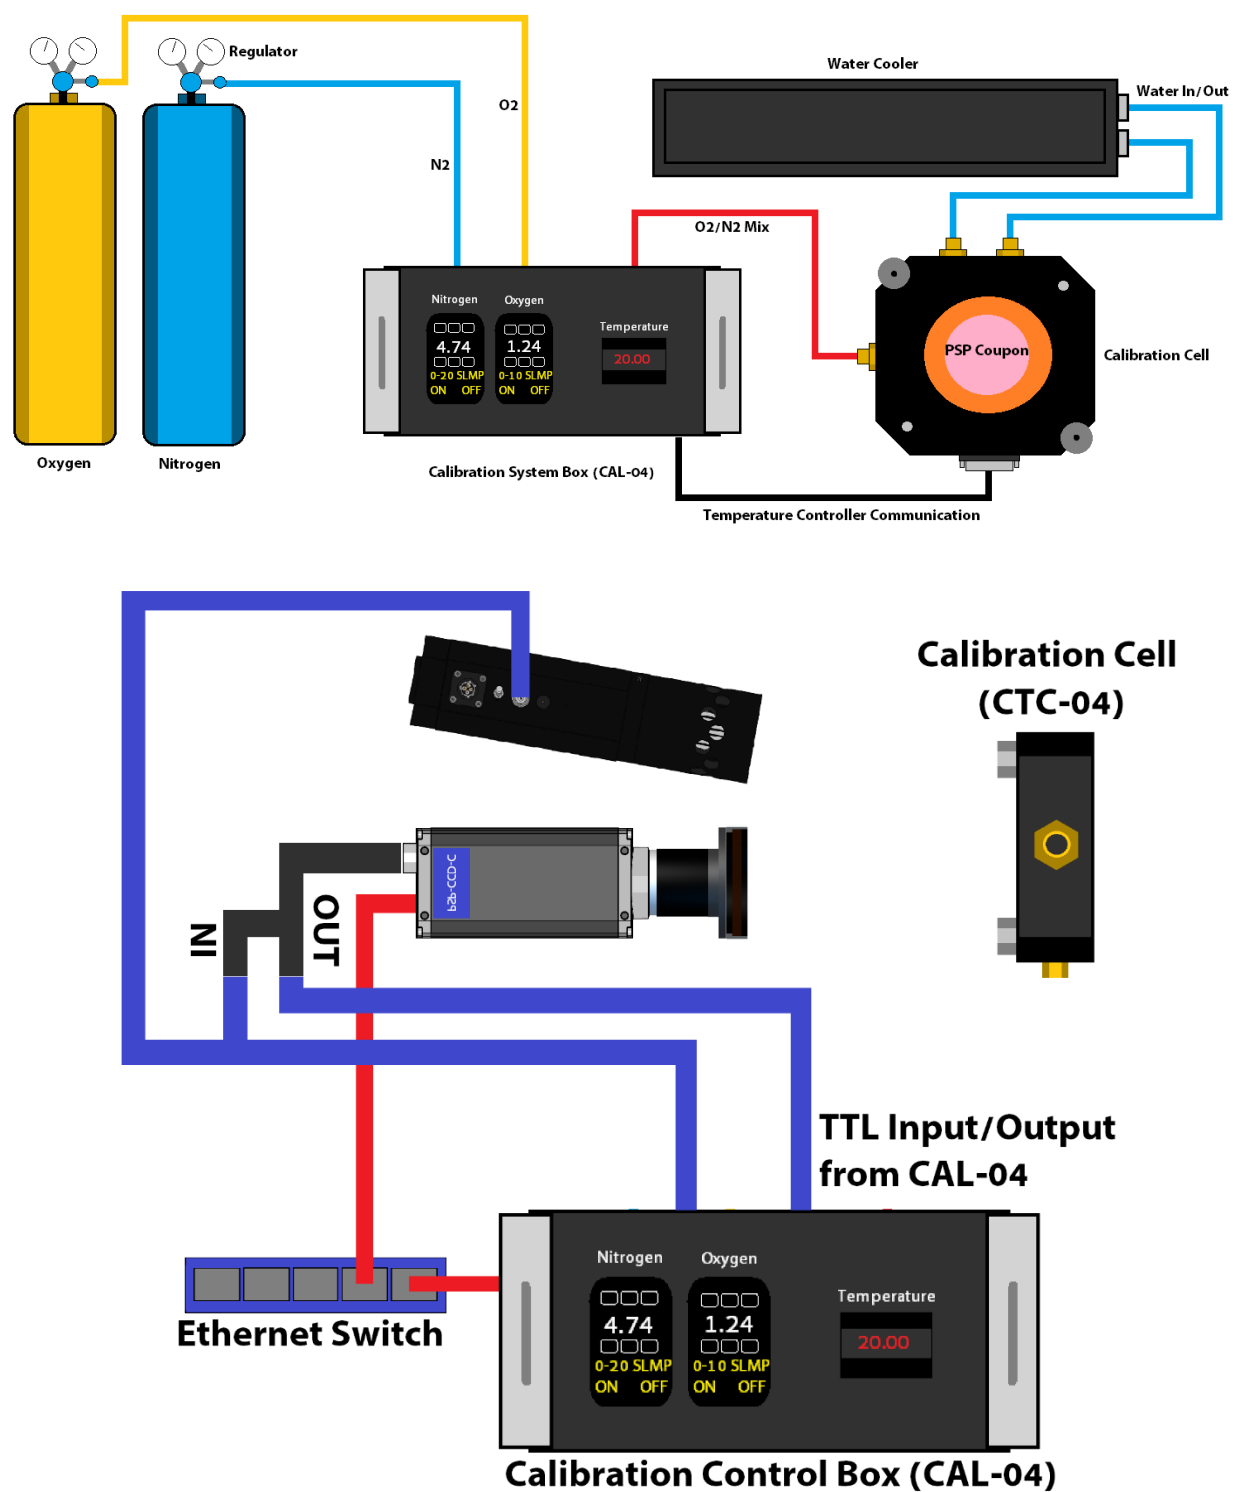 Regulator
Water Cooler
Water In/Out
O2
N2
O2/N2 Mix
Nitrogen
Oxygen
Temperature
4.74
1.24
20.00
0-20 SLMP
0-10 SLMP
ON OFF
ON OFF
PSP Coupon
Calibration Cell
Oxygen
Nitrogen
Calibration System Box (CAL-04)
Temperature Controller Communication
Calibration Cell
(CTC-04)
b2b-CCD-C
IN
OUT
TTL Input/Output
from CAL-04
Nitrogen
Oxygen
Temperature
4.74
1.24
20.00
0-20 SLMP
0-10 SLMP
ON OFF
ON OFF
Ethernet Switch
Calibration Control Box (CAL-04)